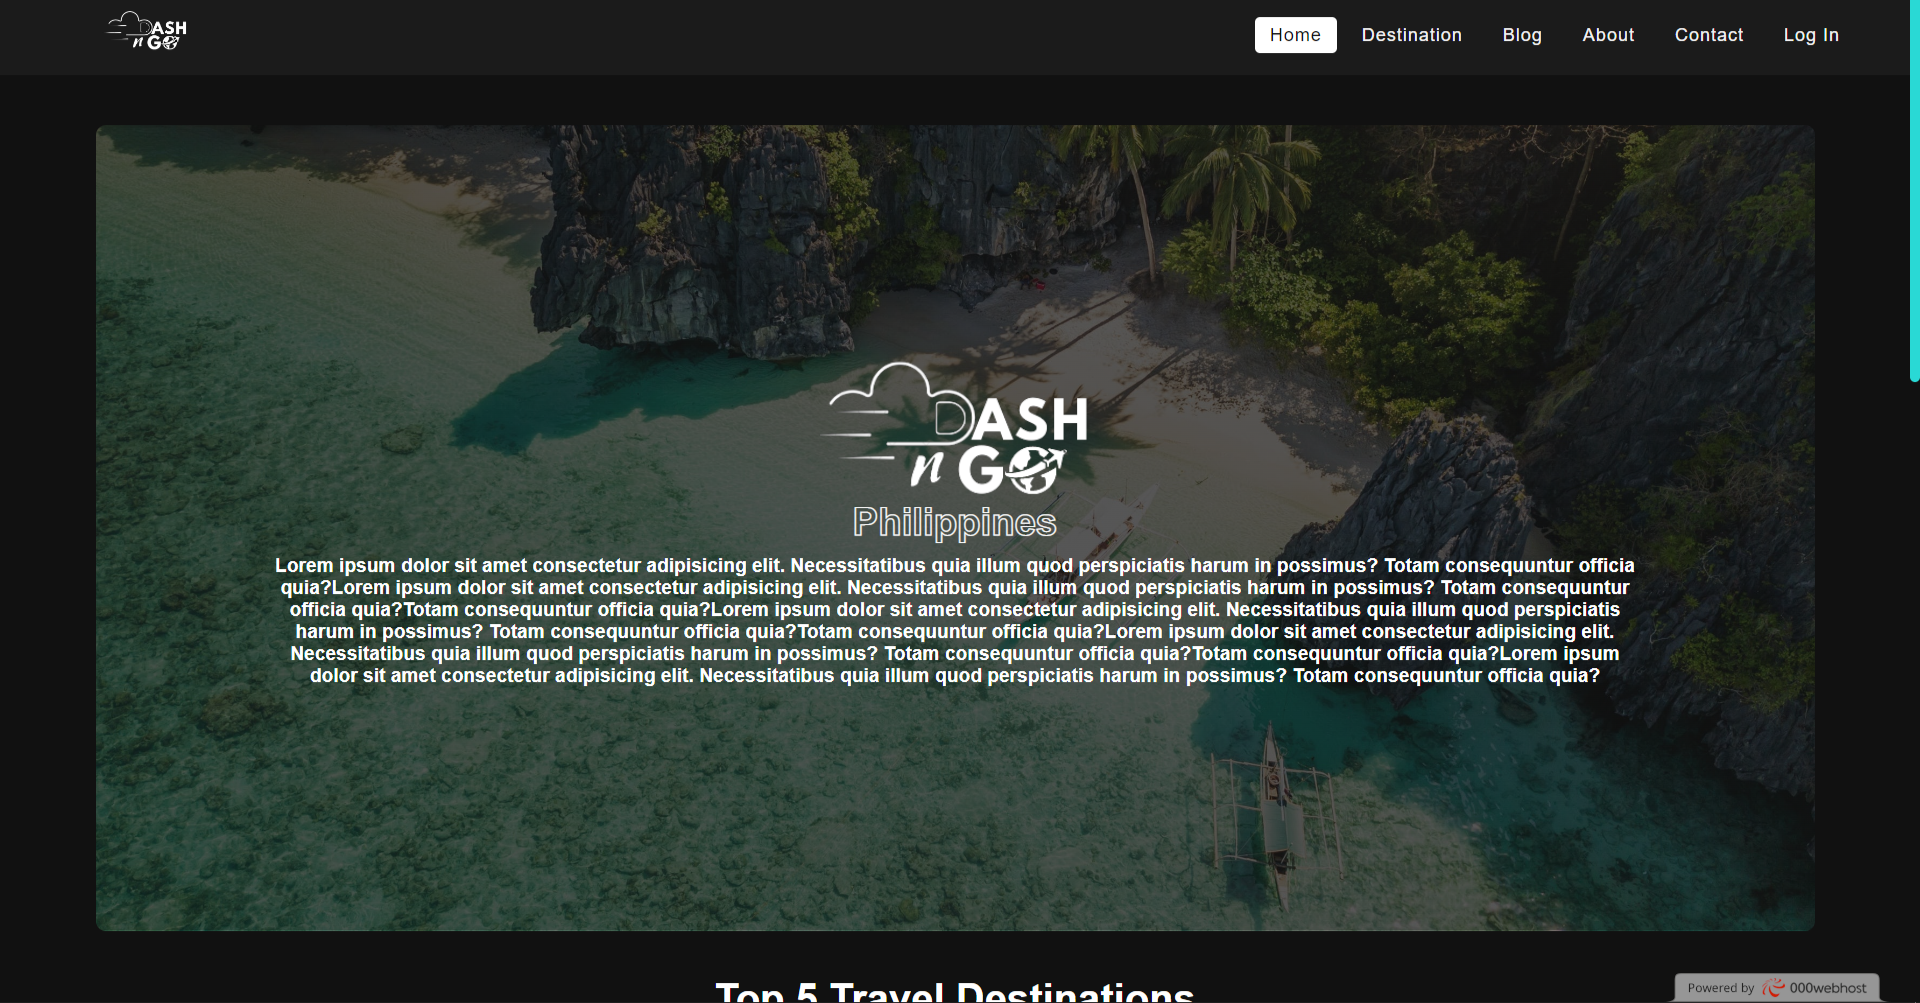 DASH
n GO
Home
Destination
Blog
About
Contact
Log In
DASH
n GO
Philippines
Lorem ipsum dolor sit amet consectetur adipisicing elit. Necessitatibus quia illum quod perspiciatis harum in possimus? Totam consequuntur officia
quia?Lorem ipsum dolor sit amet consectetur adipisicing elit. Necessitatibus quia illum quod perspiciatis harum in possimus? Totam consequuntur
officia quia?Totam consequuntur officia quia?Lorem ipsum dolor sit amet consectetur adipisicing elit. Necessitatibus quia illum quod perspiciatis
harum in possimus? Totam consequuntur officia quia?Totam consequuntur officia quia?Lorem ipsum dolor sit amet consectetur adipisicing elit.
Necessitatibus quia illum quod perspiciatis harum in possimus? Totam consequuntur officia quia?Totam consequuntur officia quia?Lorem ipsum
dolor sit amet consectetur adipisicing elit. Necessitatibus quia illum quod perspiciatis harum in possimus? Totam consequuntur officia quia?
Top 5 Travel Destinations
Powered by 000webhost